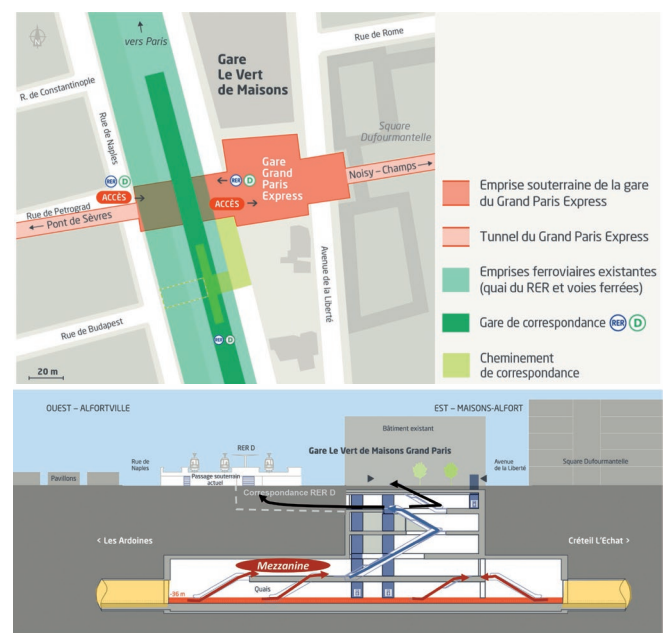 vers Paris
Rue de Rome
Gare
Le Vert
de Maisons
R. de Constantinople
Rue de Naples
Square
Dufourmantelle
RER D
ACCÈS
← RER D
ACCÈS
Gare
Grand
Paris
Express
Noisy – Champs
Rue de Petrograd
Pont de Sèvres
Avenue de la Liberté
Rue de Budapest
RER D
20 m
Emprise souterraine de la gare
du Grand Paris Express
Tunnel du Grand Paris Express
Emprises ferroviaires existantes
(quai du RER et voies ferrées)
Gare de correspondance RER D
Cheminement
de correspondance
OUEST – ALFORTVILLE
EST – MAISONS-ALFORT
Bâtiment existant
RER D
Gare Le Vert de Maisons Grand Paris
Rue de
Naples
Avenue
de la Liberté
Square Dufourmantelle
Pavillons
Passage souterrain
actuel
Correspondance RER D
< Les Ardoines
Créteil L'Echat >
Mezzanine
Quais
-36 m